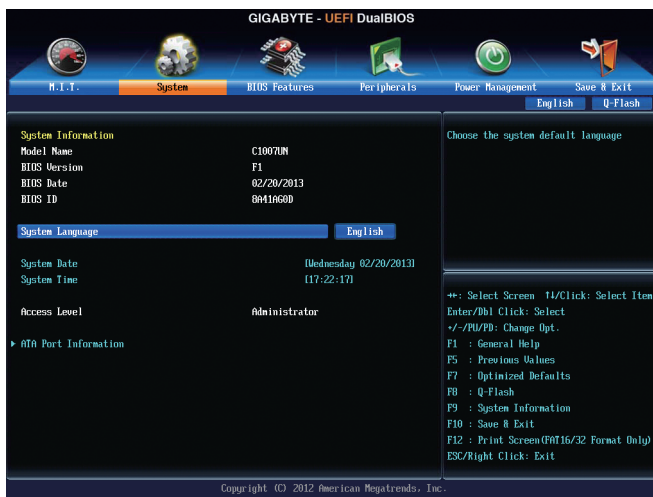 GIGABYTE - UEFI DualBIOS
M.I.T. System BIOS Features Peripherals Power Management Save & Exit
English Q-Flash
System Information
Model Name C1007UN
BIOS Version F1
BIOS Date 02/20/2013
BIOS ID 8A41AG0D
System Language English
System Date [Wednesday 02/20/2013]
System Time [17:22:17]
Access Level Administrator
ATA Port Information
Choose the system default language
↔: Select Screen ↑↓/Click: Select Item
Enter/Dbl Click: Select
+/-/PU/PD: Change Opt.
F1 : General Help
F5 : Previous Values
F7 : Optimized Defaults
F8 : Q-Flash
F9 : System Information
F10 : Save & Exit
F12 : Print Screen(FAT16/32 Format Only)
ESC/Right Click: Exit
Copyright (C) 2012 American Megatrends, Inc.